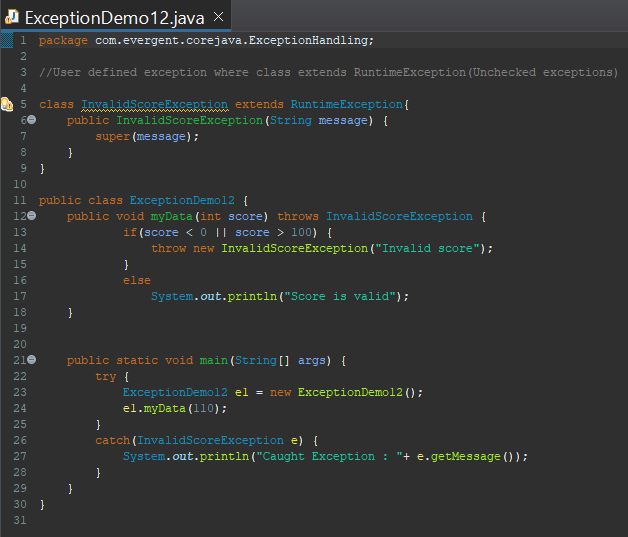 ExceptionDemo12.java ×
1 package com.evergent.corejava.ExceptionHandling;
2
3 //User defined exception where class extends RuntimeException(Unchecked exceptions)
4
5 class InvalidScoreException extends RuntimeException{
6     public InvalidScoreException(String message) {
7         super(message);
8     }
9 }
10
11 public class ExceptionDemo12 {
12     public void myData(int score) throws InvalidScoreException {
13             if(score < 0 || score > 100) {
14                 throw new InvalidScoreException("Invalid score");
15             }
16             else
17                 System.out.println("Score is valid");
18     }
19
20
21     public static void main(String[] args) {
22         try {
23             ExceptionDemo12 e1 = new ExceptionDemo12();
24             e1.myData(110);
25         }
26         catch(InvalidScoreException e) {
27             System.out.println("Caught Exception : "+ e.getMessage());
28         }
29     }
30 }
31